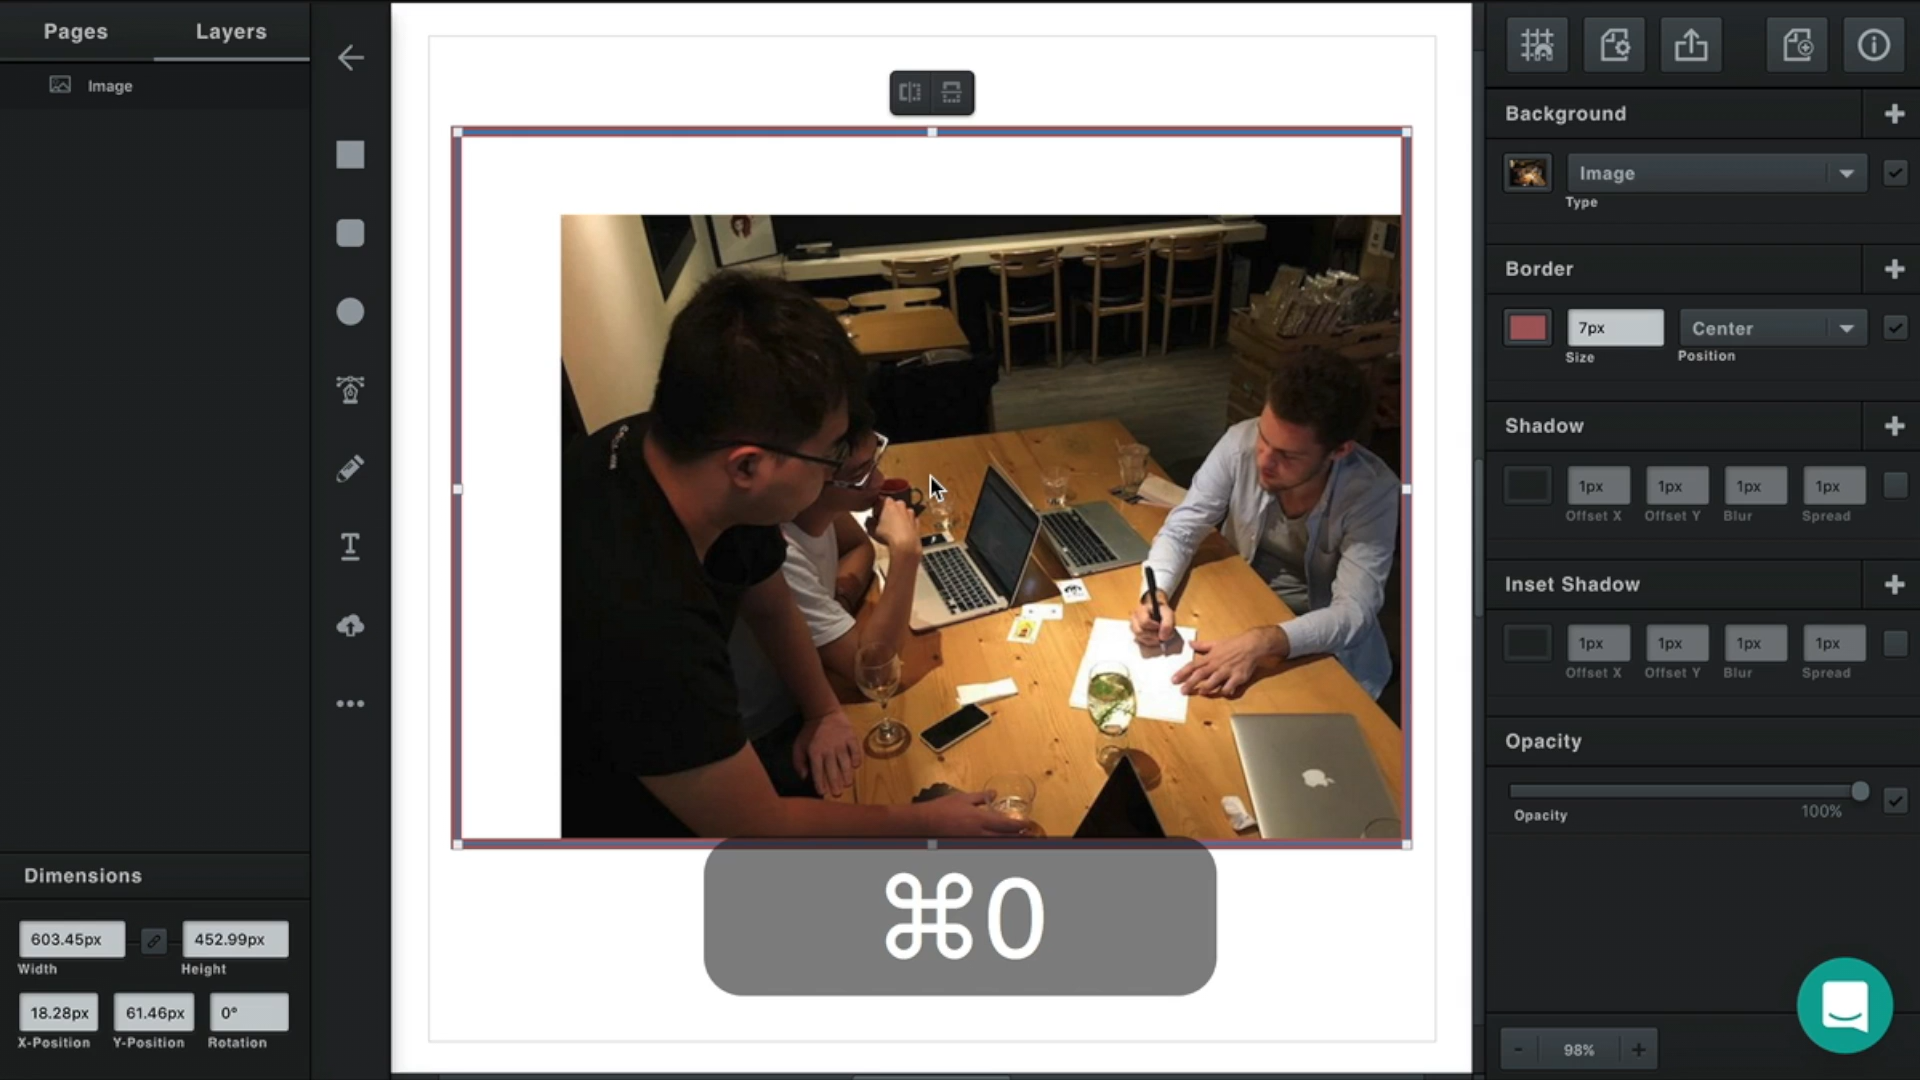 Pages
Layers
Image
Background
Image
Type
Border
7px
Center
Size
Position
Shadow
1px
1px
1px
1px
Offset X
Offset Y
Blur
Spread
Inset Shadow
1px
1px
1px
1px
Offset X
Offset Y
Blur
Spread
Opacity
Opacity
100%
⌘0
Dimensions
603.45px
452.99px
Width
Height
18.28px
61.46px
0°
X-Position
Y-Position
Rotation
-
98%
+